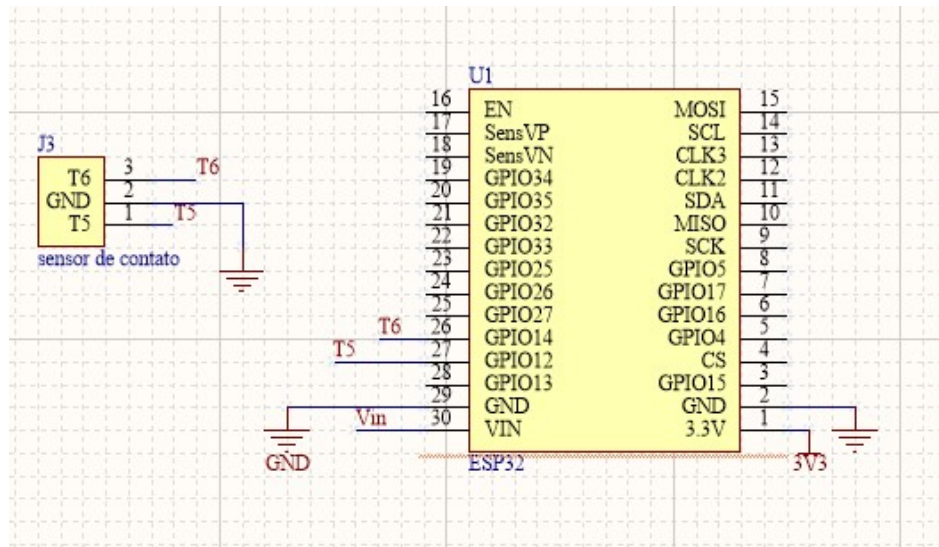 J3
T6 3 T6
GND 2
T5 1 T5
sensor de contato
U1
16 EN MOSI 15
17 SensVP SCL 14
18 SensVN CLK3 13
19 GPIO34 CLK2 12
20 GPIO35 SDA 11
21 GPIO32 MISO 10
22 GPIO33 SCK 9
23 GPIO25 GPIO5 8
24 GPIO26 GPIO17 7
25 GPIO27 GPIO16 6
T6 26 GPIO14 GPIO4 5
T5 27 GPIO12 CS 4
28 GPIO13 GPIO15 3
29 GND GND 2
Vin 30 VIN 3.3V 1
GND ESP32 3V3